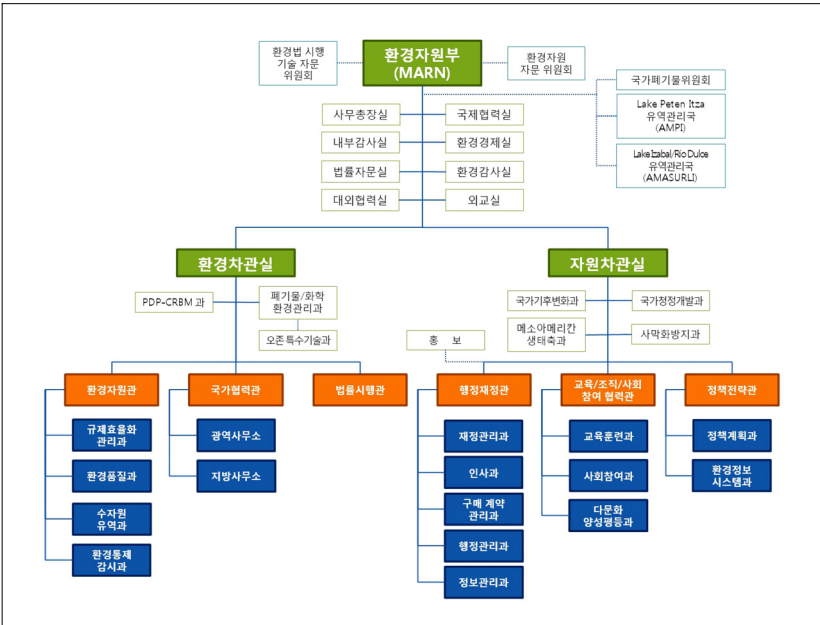 환경법 시행
기술 자문
위원회
환경자원부
(MARN)
환경자원
자문 위원회
국가폐기물위원회
Lake Peten Itza
유역관리국
(AMPI)
Lake Izabal/Rio Dulce
유역관리국
(AMASURLI)
사무총장실
국제협력실
내부감사실
환경경제실
법률자문실
환경감사실
대외협력실
외교실
환경차관실
자원차관실
PDP-CRBM 과
폐기물/화학
환경관리과
오존특수기술과
국가기후변화과
국가청정개발과
메소아메리칸
생태축과
사막화방지과
홍 보
환경자원관
국가협력관
법률시행관
행정재정관
교육/조직/사회
참여 협력관
정책전략관
규제효율화
관리과
환경품질과
수자원
유역과
환경통제
감시과
광역사무소
지방사무소
재정관리과
인사과
구매 계약
관리과
행정관리과
정보관리과
교육훈련과
사회참여과
다문화
양성평등과
정책계획과
환경정보
시스템과